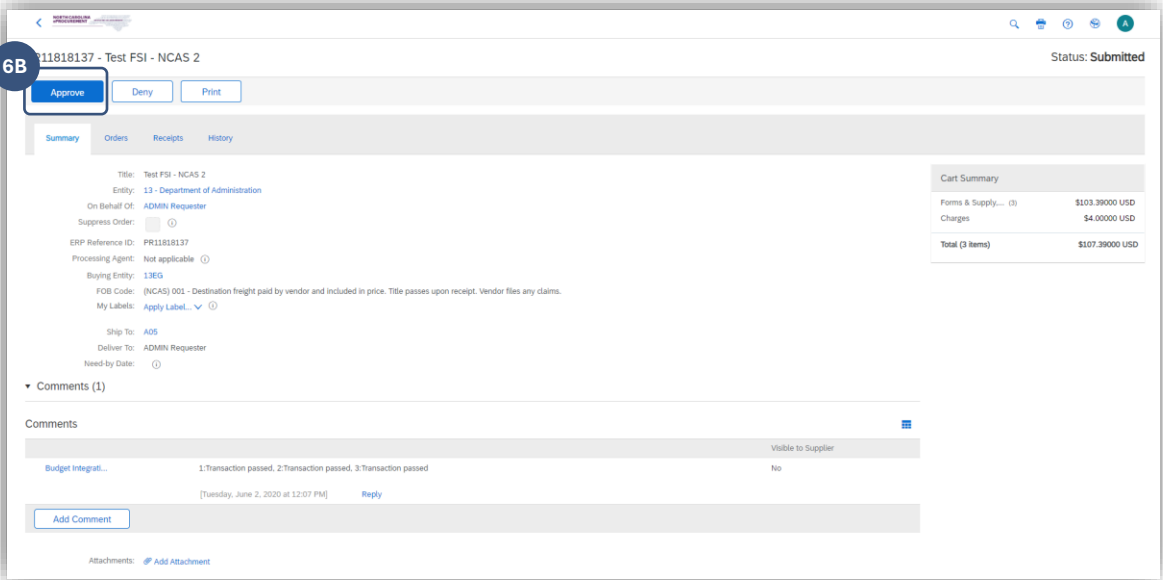 NORTH CAROLINA
ePROCUREMENT
A
6B
R11818137 - Test FSI - NCAS 2
Status: Submitted
Approve Deny Print
Summary Orders Receipts History
Title: Test FSI - NCAS 2
Entity: 13 - Department of Administration
On Behalf Of: ADMIN Requester
Suppress Order:
ERP Reference ID: PR11818137
Processing Agent: Not applicable
Buying Entity: 13EG
FOB Code: (NCAS) 001 - Destination freight paid by vendor and included in price. Title passes upon receipt. Vendor files any claims.
My Labels: Apply Label...
Ship To: A05
Deliver To: ADMIN Requester
Need-by Date:
Cart Summary
Forms & Supply,... (3) $103.39000 USD
Charges $4.00000 USD
Total (3 items) $107.39000 USD
Comments (1)
Comments
Visible to Supplier
Budget Integrati... 1:Transaction passed, 2:Transaction passed, 3:Transaction passed No
[Tuesday, June 2, 2020 at 12:07 PM] Reply
Add Comment
Attachments: Add Attachment